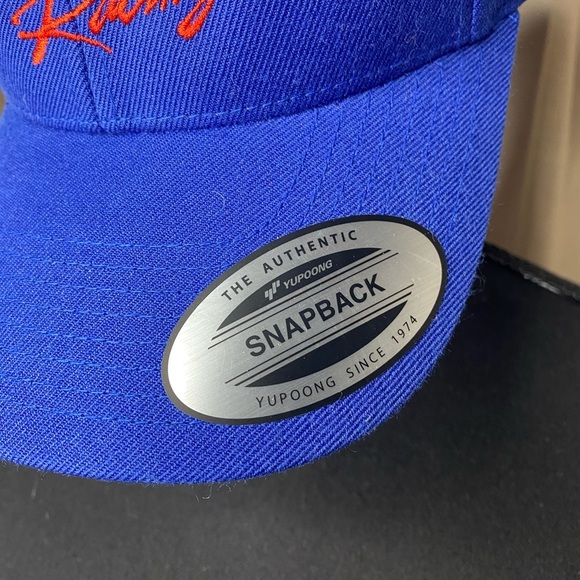 THE AUTHENTIC
YUPOONG
SNAPBACK
YUPOONG SINCE 1974